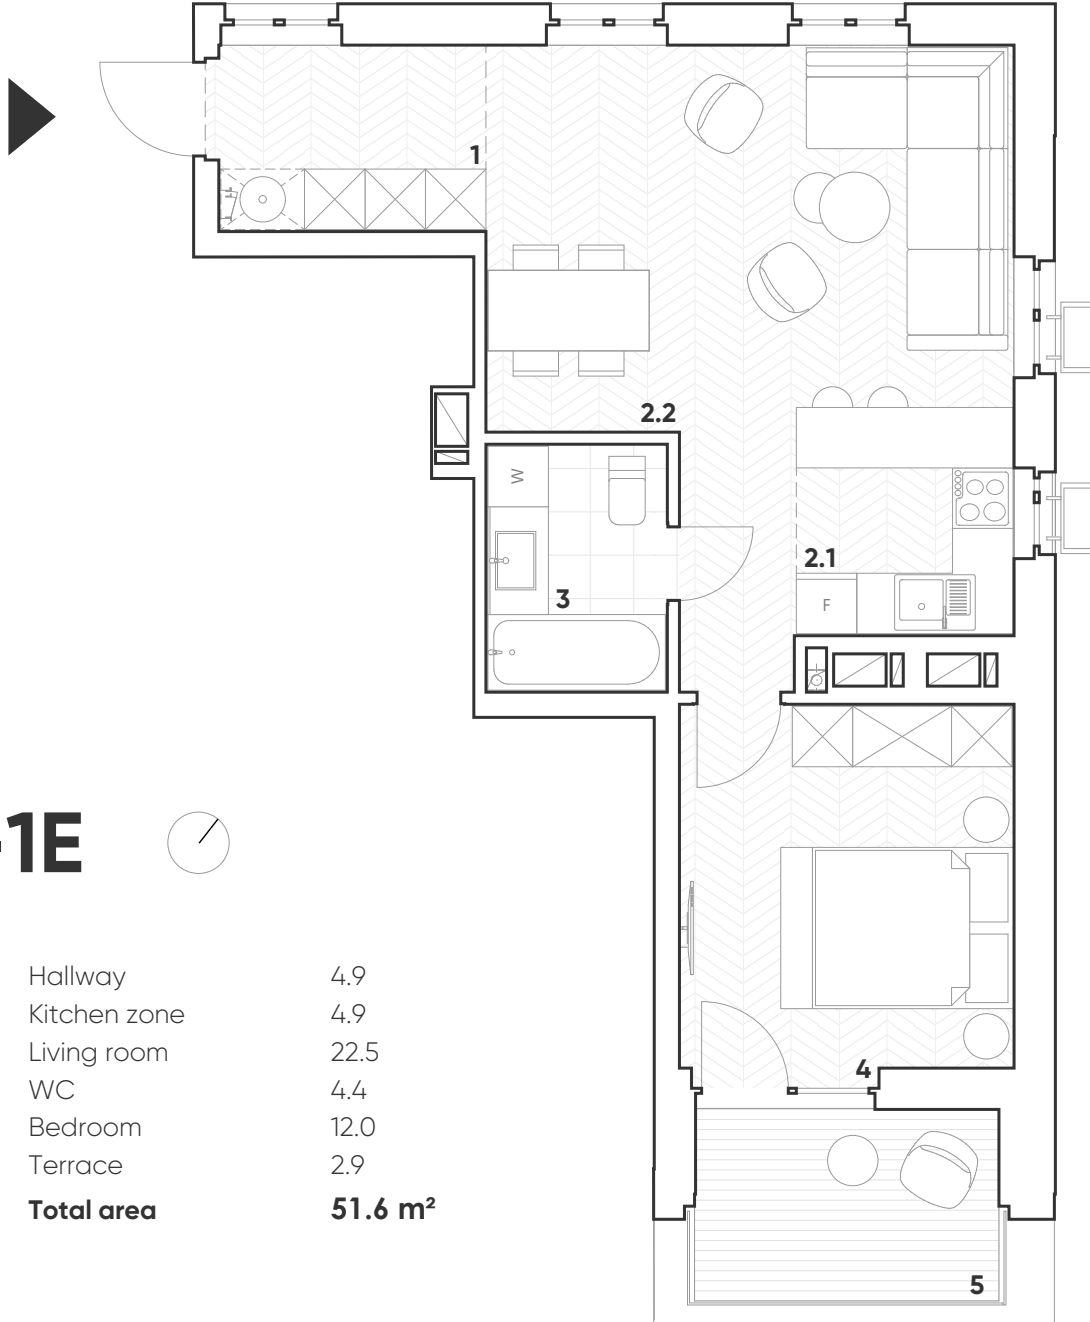 1
2.2
W
2.1
3
F
-1E
4
Hallway 4.9
Kitchen zone 4.9
Living room 22.5
WC 4.4
Bedroom 12.0
Terrace 2.9
Total area 51.6 m²
5